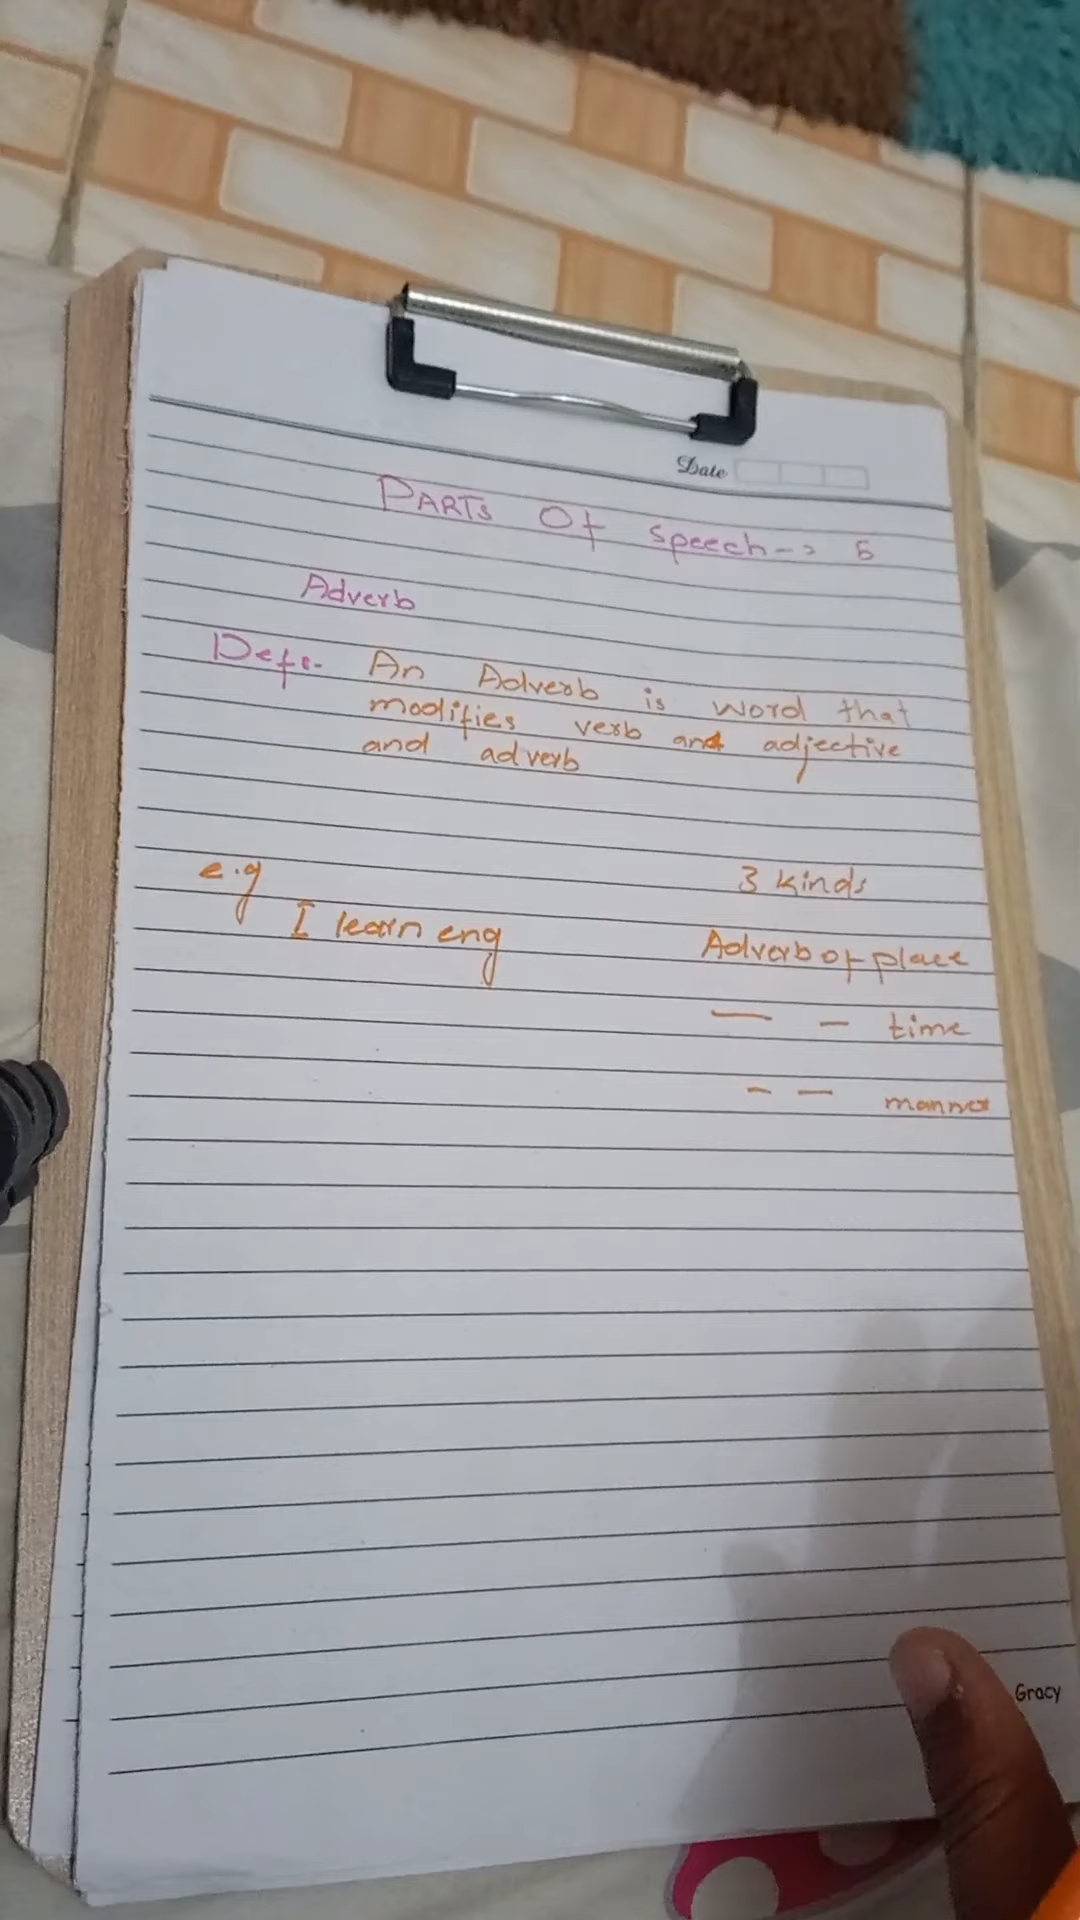 Date
PARTS Of speech -> 5
Adverb
Def:- An Adverb is word that
modifies verb and adjective
and adverb
e.g
I learn eng
3 kinds
Adverb of place
— — time
— — manner
Gracy